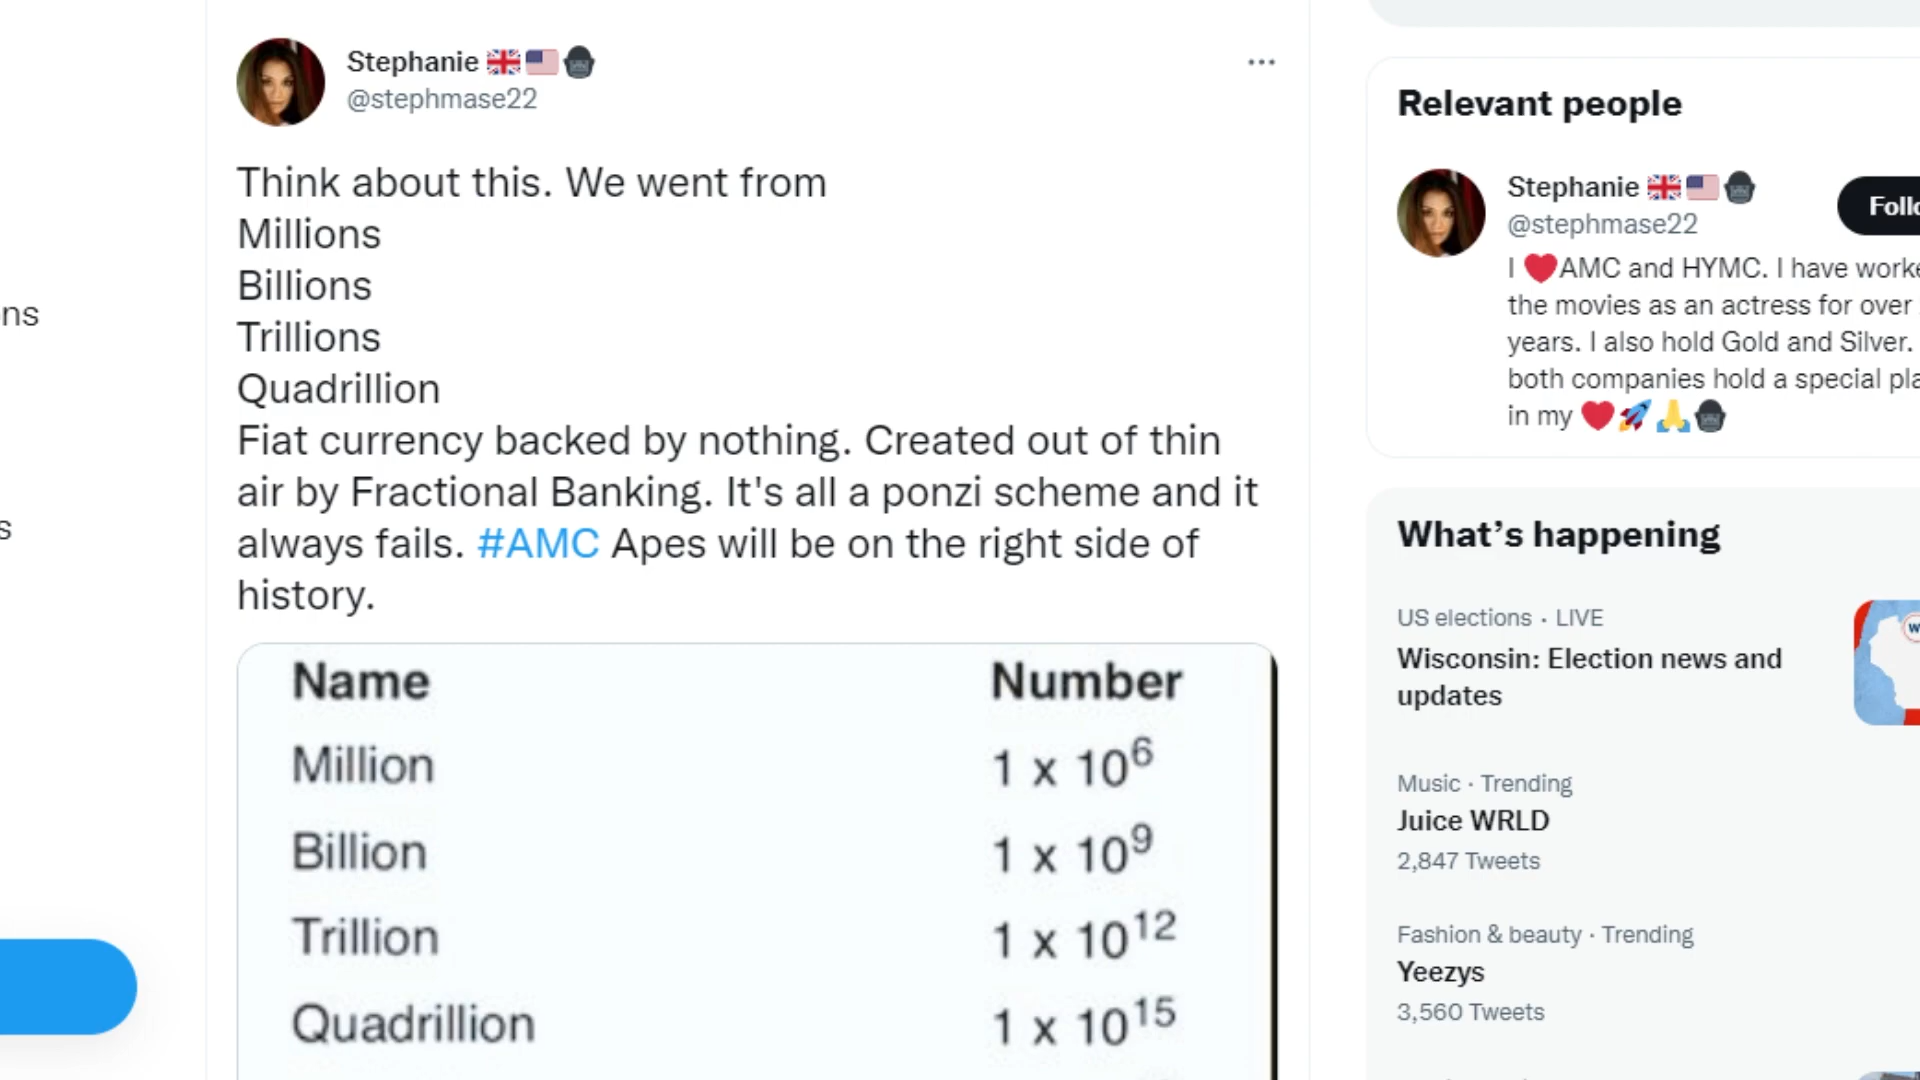 Stephanie 🇬🇧🇺🇸🦍
@stephmase22
Think about this. We went from
Millions
Billions
Trillions
Quadrillion
Fiat currency backed by nothing. Created out of thin
air by Fractional Banking. It's all a ponzi scheme and it
always fails. #AMC Apes will be on the right side of
history.
Name Number
Million 1 x 10⁶
Billion 1 x 10⁹
Trillion 1 x 10¹²
Quadrillion 1 x 10¹⁵
ns
s
Relevant people
Stephanie 🇬🇧🇺🇸🦍
@stephmase22
Follo
I ❤️AMC and HYMC. I have worke
the movies as an actress for over
years. I also hold Gold and Silver.
both companies hold a special pla
in my ❤️🚀🙏🦍
What's happening
US elections · LIVE
Wisconsin: Election news and
updates
W
Music · Trending
Juice WRLD
2,847 Tweets
Fashion & beauty · Trending
Yeezys
3,560 Tweets